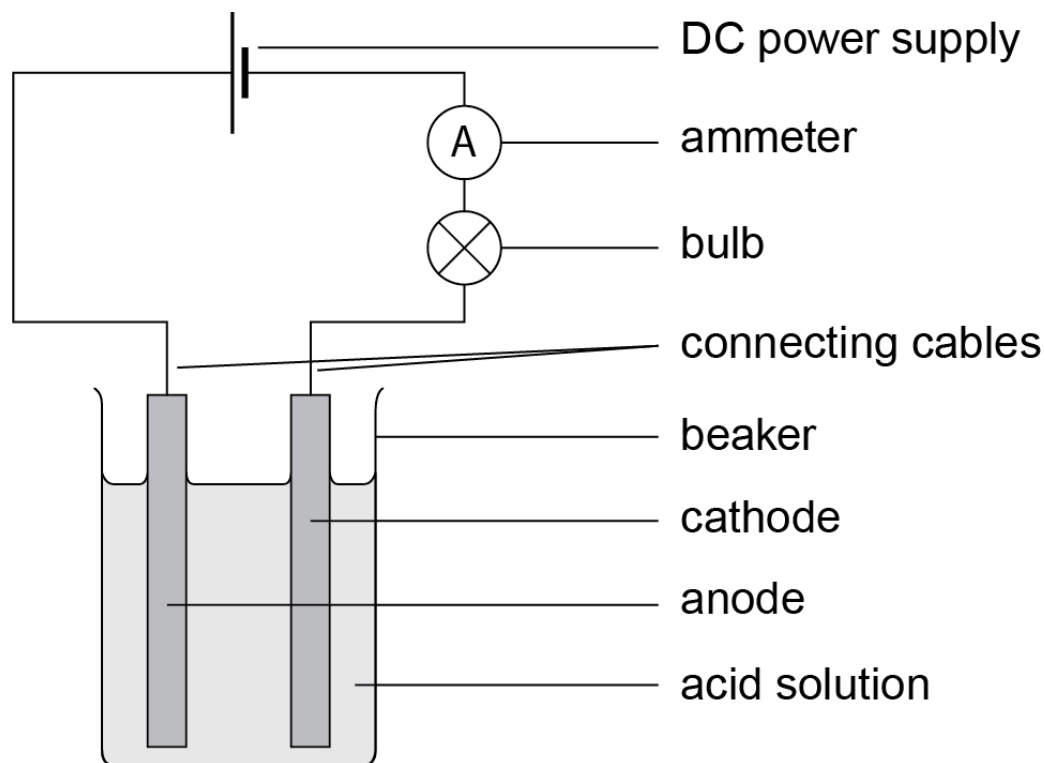 DC power supply
A
ammeter
bulb
connecting cables
beaker
cathode
anode
acid solution